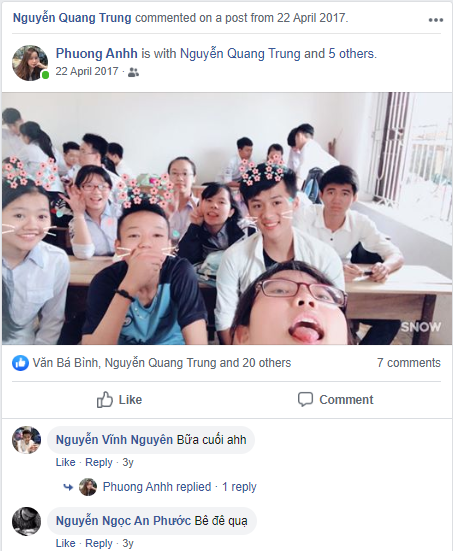 Nguyễn Quang Trung commented on a post from 22 April 2017.
Phuong Anhh is with Nguyễn Quang Trung and 5 others.
22 April 2017 ·
SNOW
Văn Bá Bình, Nguyễn Quang Trung and 20 others 7 comments
Like Comment
Nguyễn Vĩnh Nguyên Bữa cuối ahh
Like · Reply · 3y
Phuong Anhh replied · 1 reply
Nguyễn Ngọc An Phước Bê đê quạ
Like · Reply · 3y